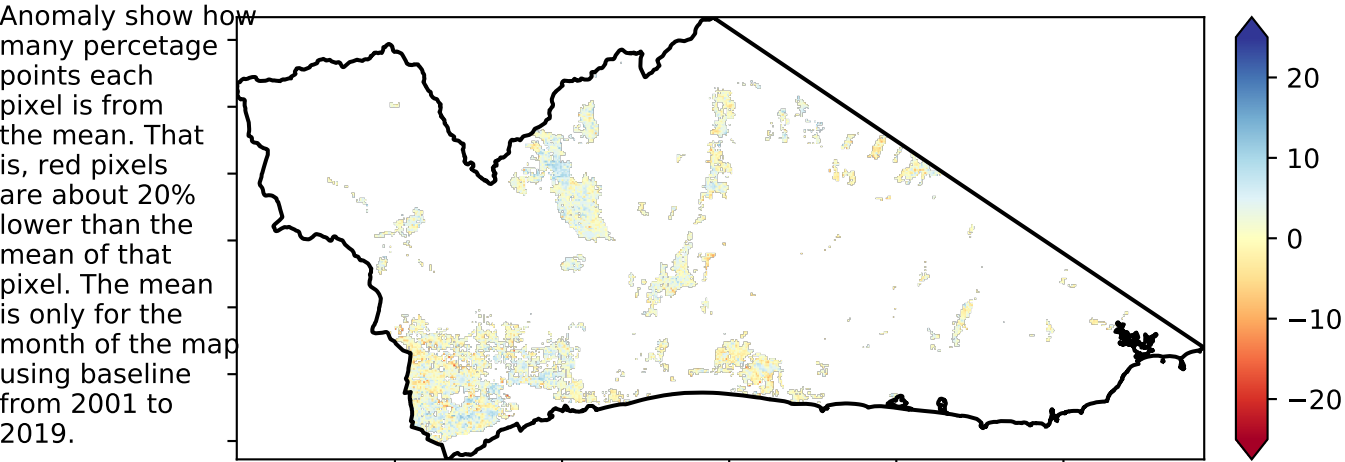 Anomaly show how
many percetage
points each
pixel is from
the mean. That
is, red pixels
are about 20%
lower than the
mean of that
pixel. The mean
is only for the
month of the map
using baseline
from 2001 to
2019.
20
10
0
−10
−20